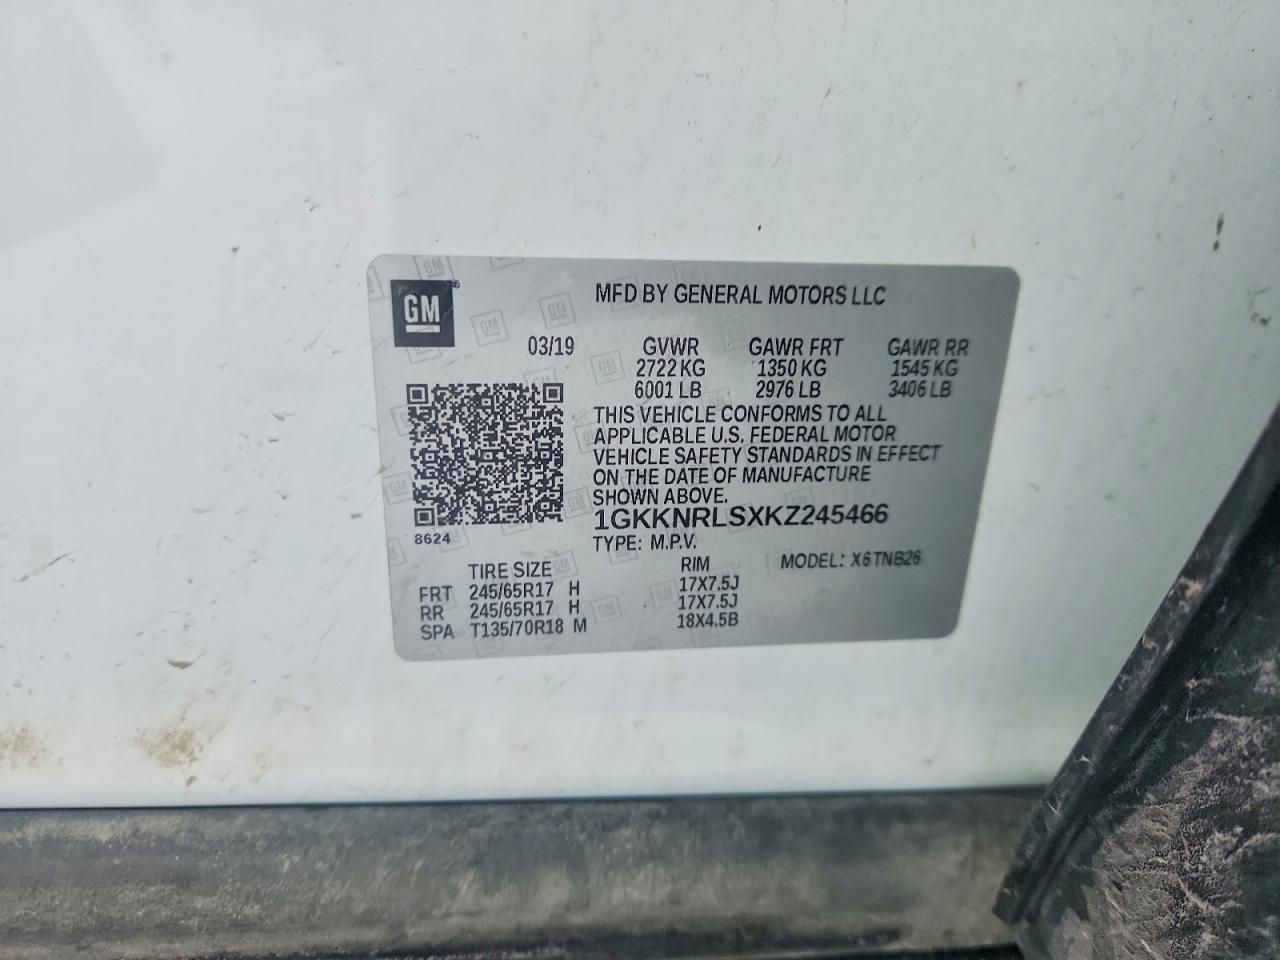 GM
MFD BY GENERAL MOTORS LLC
03/19 GVWR GAWR FRT GAWR RR
2722 KG 1350 KG 1545 KG
6001 LB 2976 LB 3406 LB
THIS VEHICLE CONFORMS TO ALL
APPLICABLE U.S. FEDERAL MOTOR
VEHICLE SAFETY STANDARDS IN EFFECT
ON THE DATE OF MANUFACTURE
SHOWN ABOVE.
1GKKNRLSXKZ245466
8624
TYPE: M.P.V. MODEL: X6TNB26
TIRE SIZE RIM
FRT 245/65R17 H 17X7.5J
RR 245/65R17 H 17X7.5J
SPA T135/70R18 M 18X4.5B